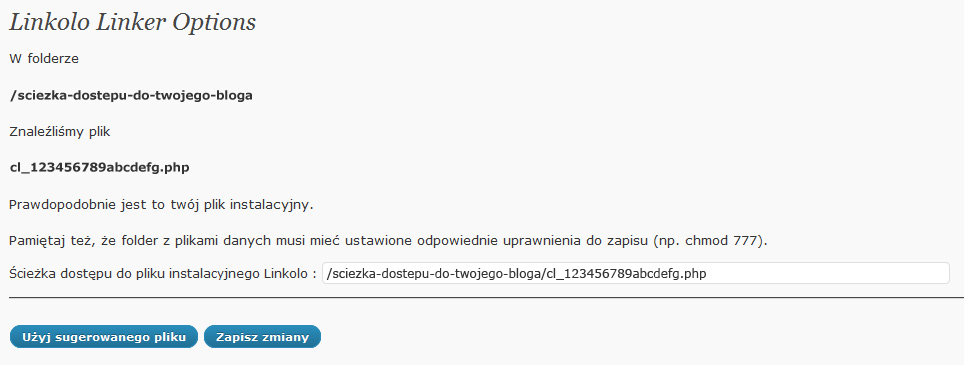 Linkolo Linker Options
W folderze
/sciezka-dostepu-do-twojego-bloga
Znaleźliśmy plik
cl_123456789abcdefg.php
Prawdopodobnie jest to twój plik instalacyjny.
Pamiętaj też, że folder z plikami danych musi mieć ustawione odpowiednie uprawnienia do zapisu (np. chmod 777).
Ścieżka dostępu do pliku instalacyjnego Linkolo : /sciezka-dostepu-do-twojego-bloga/cl_123456789abcdefg.php
Użyj sugerowanego pliku Zapisz zmiany